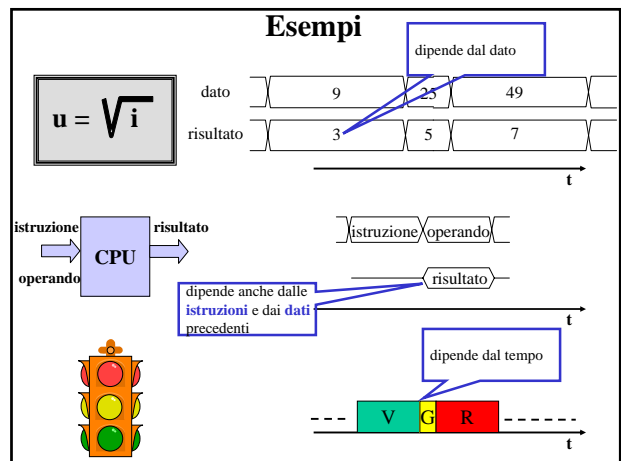 Esempi
dipende dal dato
u = √i
dato 9 25 49
risultato 3 5 7
t
istruzione risultato
CPU
operando
istruzione operando
risultato
dipende anche dalle
istruzioni e dai dati
precedenti
t
dipende dal tempo
V G R
t